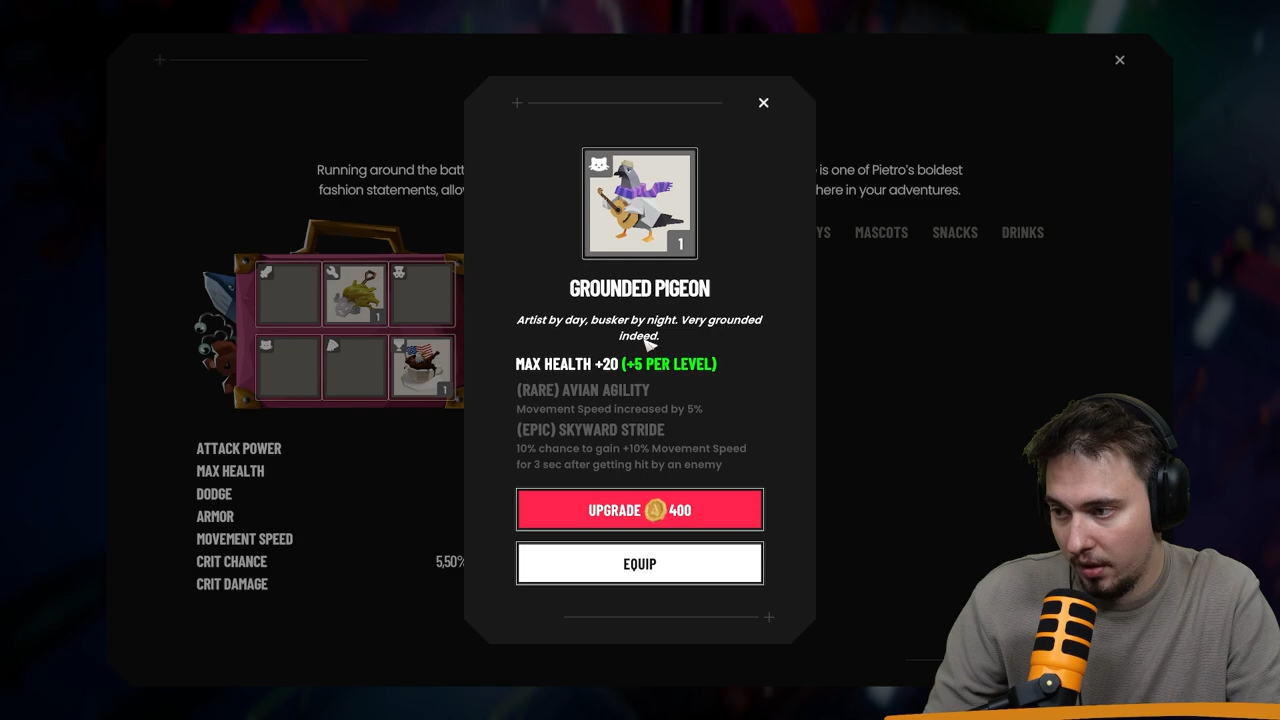 Running around the batt
is one of Pietro's boldest
fashion statements, allow
here in your adventures.
YS MASCOTS SNACKS DRINKS
1
GROUNDED PIGEON
Artist by day, busker by night. Very grounded
indeed.
MAX HEALTH +20 (+5 PER LEVEL)
(RARE) AVIAN AGILITY
Movement Speed increased by 5%
(EPIC) SKYWARD STRIDE
10% chance to gain +10% Movement Speed
for 3 sec after getting hit by an enemy
UPGRADE 400
EQUIP
1
1
ATTACK POWER
MAX HEALTH
DODGE
ARMOR
MOVEMENT SPEED
CRIT CHANCE 5,50%
CRIT DAMAGE